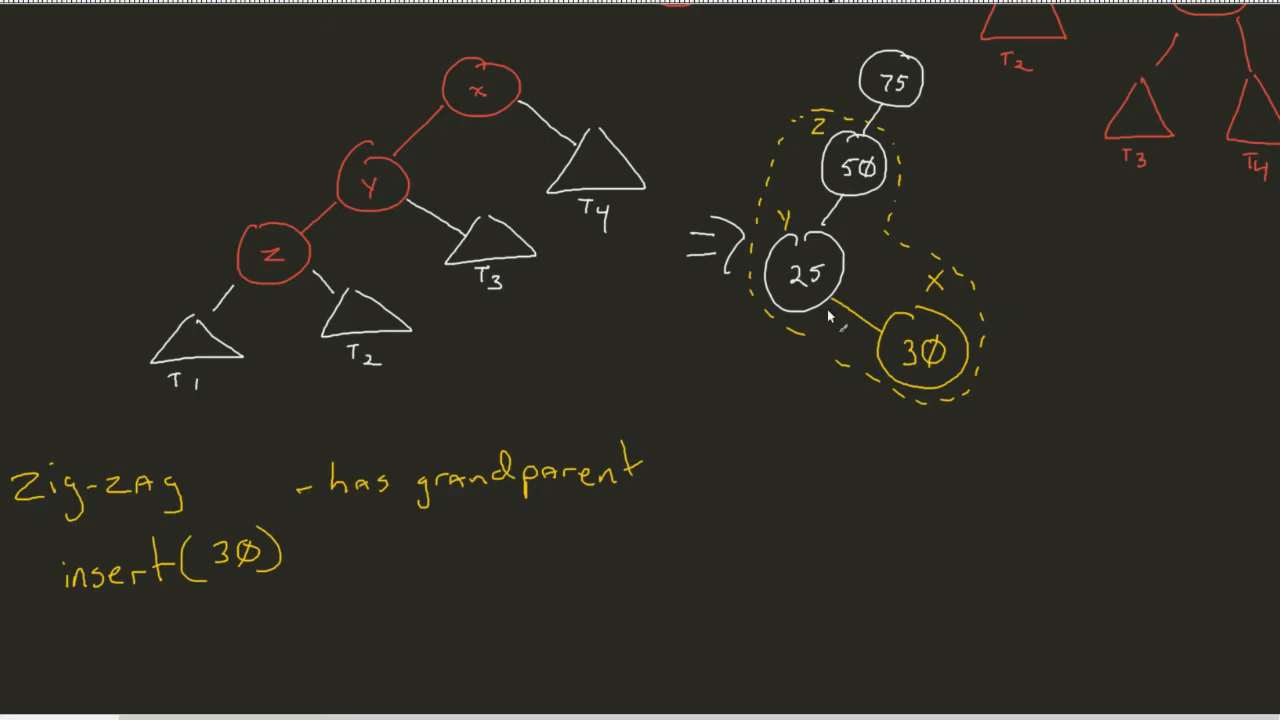 x
y
z
T1
T2
T3
T4
75
Z
50
Y
25
X
30
T2
T3
T4
Zig-zag - has grandparent
insert(30)